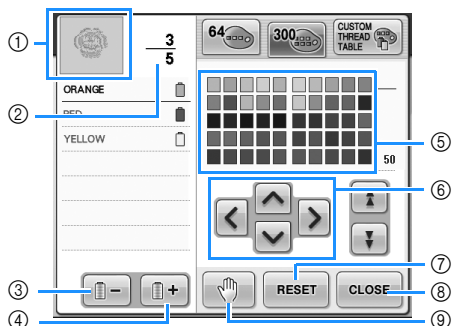 ①
②
③
④
3
5
64
300
CUSTOM
THREAD
TABLE
ORANGE
RED
YELLOW
50
- +
RESET
CLOSE
⑤
⑥
⑦
⑧
⑨